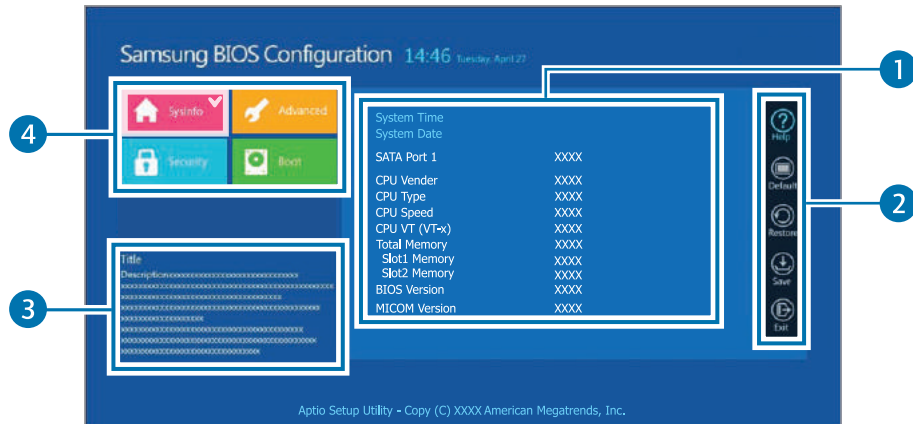 Samsung BIOS Configuration 14:46 Tuesday, April 27
1
SysInfo
Advanced
Security
Boot
4
System Time
System Date
SATA Port 1 XXXX
CPU Vender XXXX
CPU Type XXXX
CPU Speed XXXX
CPU VT (VT-x) XXXX
Total Memory XXXX
Slot1 Memory XXXX
Slot2 Memory XXXX
BIOS Version XXXX
MICOM Version XXXX
Help
Default
Restore
Save
Exit
2
Title
3
Aptio Setup Utility - Copy (C) XXXX American Megatrends, Inc.